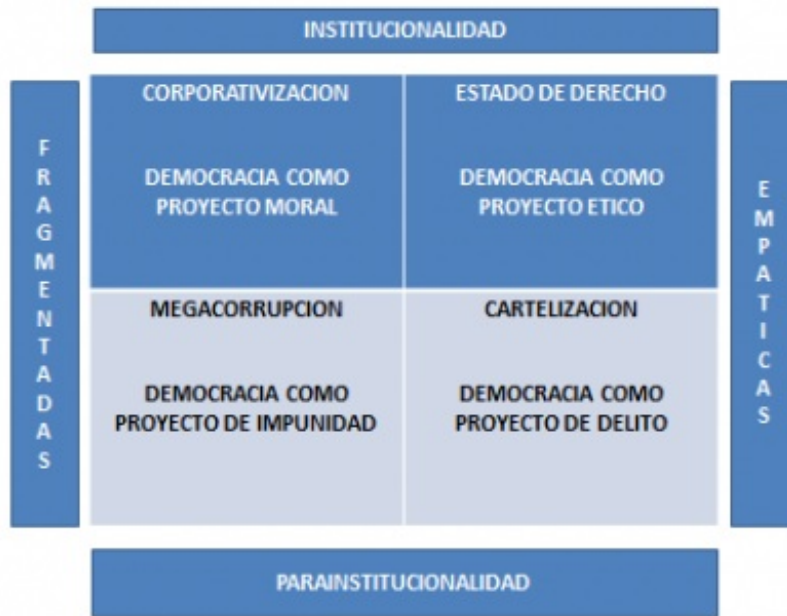 INSTITUCIONALIDAD
FRAGMENTADAS
CORPORATIVIZACION
DEMOCRACIA COMO
PROYECTO MORAL
ESTADO DE DERECHO
DEMOCRACIA COMO
PROYECTO ETICO
MEGACORRUPCION
DEMOCRACIA COMO
PROYECTO DE IMPUNIDAD
CARTELIZACION
DEMOCRACIA COMO
PROYECTO DE DELITO
EMPATICAS
PARAINSTITUCIONALIDAD